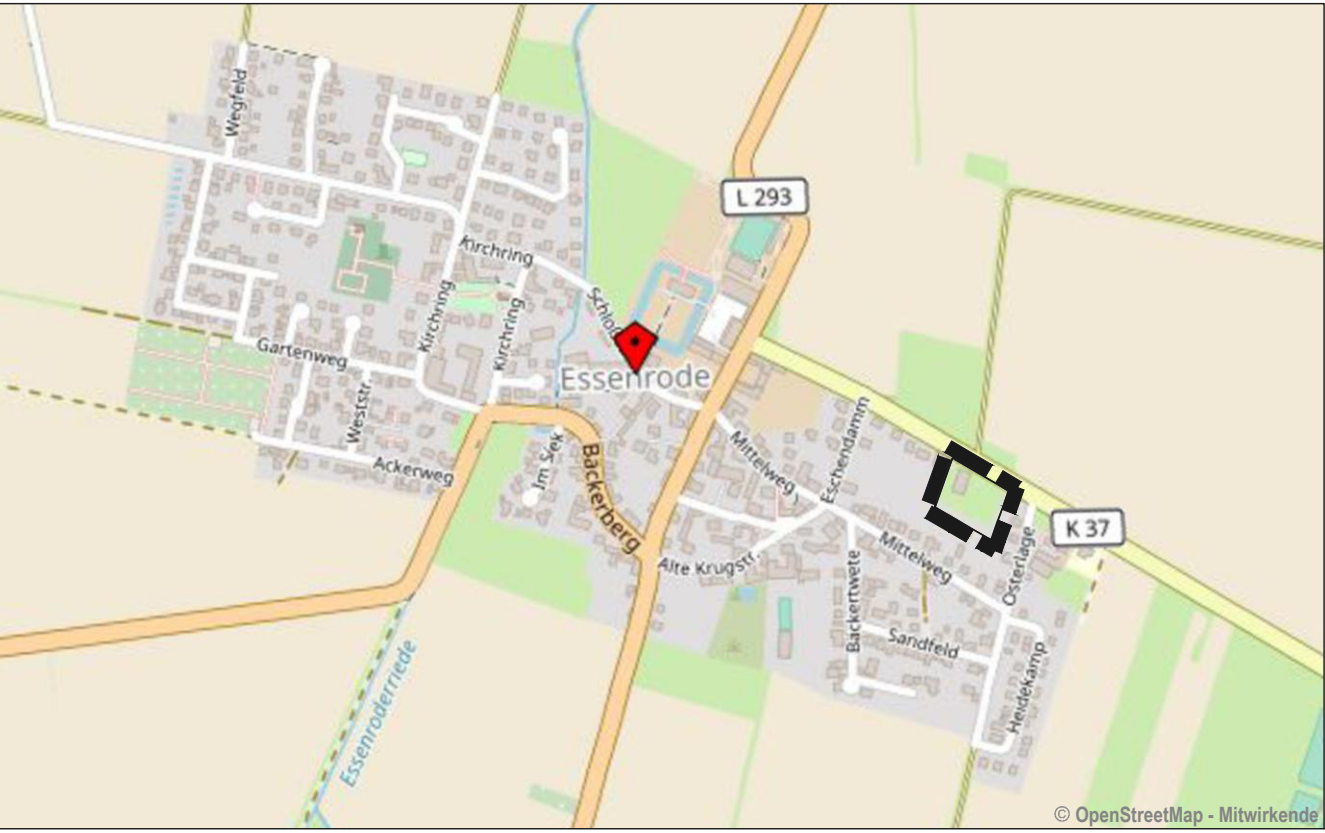 Wegfeld
L 293
Kirchring
Kirchring
Kirchring
Schloß
Gartenweg
Essenrode
Weststr.
Ackerweg
Im Siek
Backerberg
Mittelweg
Eschendamm
K 37
Mittelweg
Alte Krugstr.
Backertwete
Osterlage
Sandfeld
Heidekamp
Essenroderriede
© OpenStreetMap - Mitwirkende